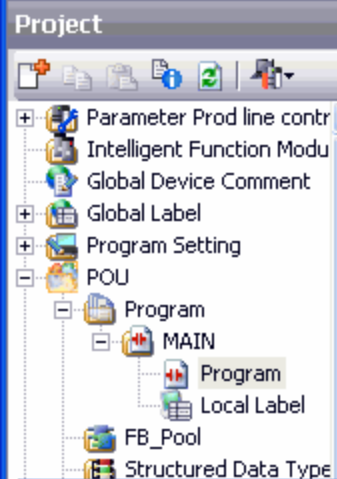 Project
Parameter Prod line contr
Intelligent Function Modu
Global Device Comment
Global Label
Program Setting
POU
Program
MAIN
Program
Local Label
FB_Pool
Structured Data Type